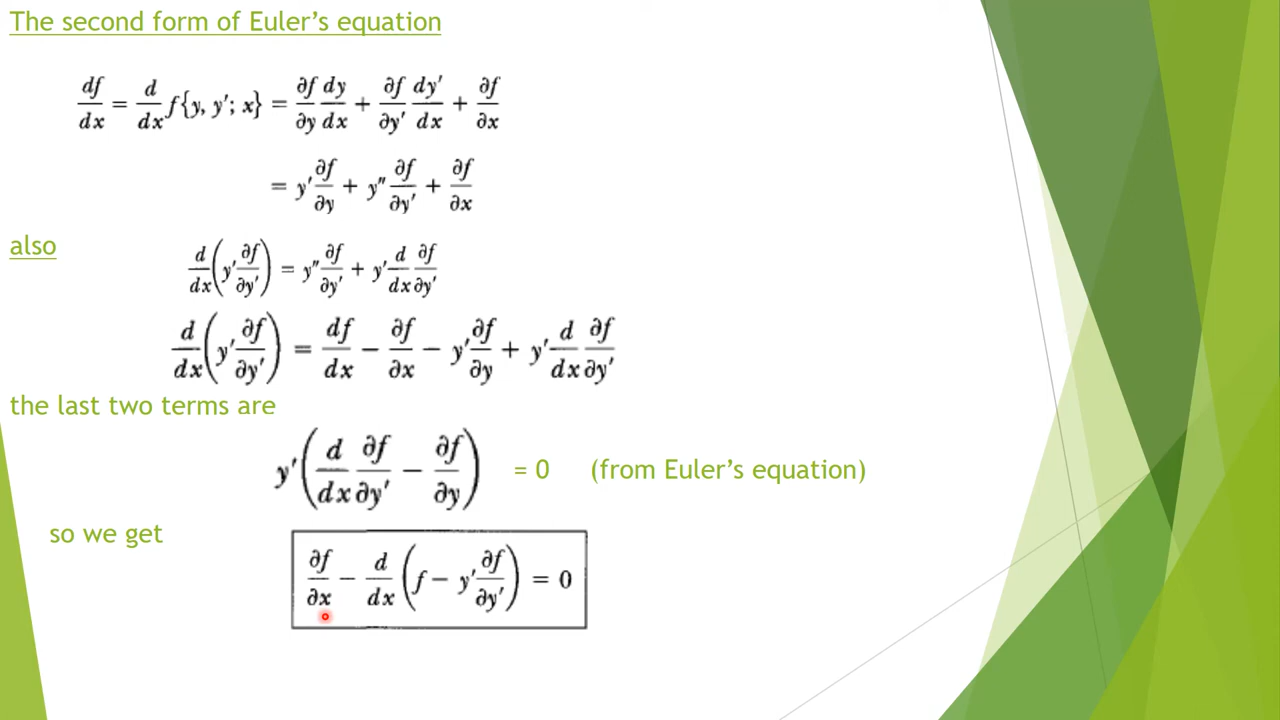 The second form of Euler's equation
df/dx = d/dx f{y, y′; x} = ∂f/∂y dy/dx + ∂f/∂y′ dy′/dx + ∂f/∂x
= y′ ∂f/∂y + y″ ∂f/∂y′ + ∂f/∂x
also
d/dx (y′ ∂f/∂y′) = y″ ∂f/∂y′ + y′ d/dx ∂f/∂y′
d/dx (y′ ∂f/∂y′) = df/dx − ∂f/∂x − y′ ∂f/∂y + y′ d/dx ∂f/∂y′
the last two terms are
y′ (d/dx ∂f/∂y′ − ∂f/∂y) = 0 (from Euler's equation)
so we get
∂f/∂x − d/dx (f − y′ ∂f/∂y′) = 0